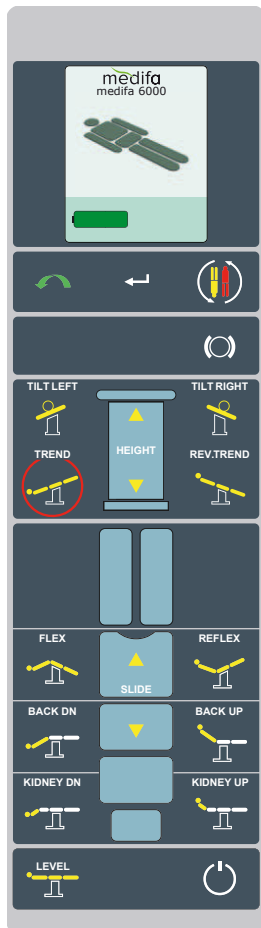 medifa
medifa 6000
TILT LEFT
TILT RIGHT
HEIGHT
TREND
REV.TREND
FLEX
REFLEX
SLIDE
BACK DN
BACK UP
KIDNEY DN
KIDNEY UP
LEVEL